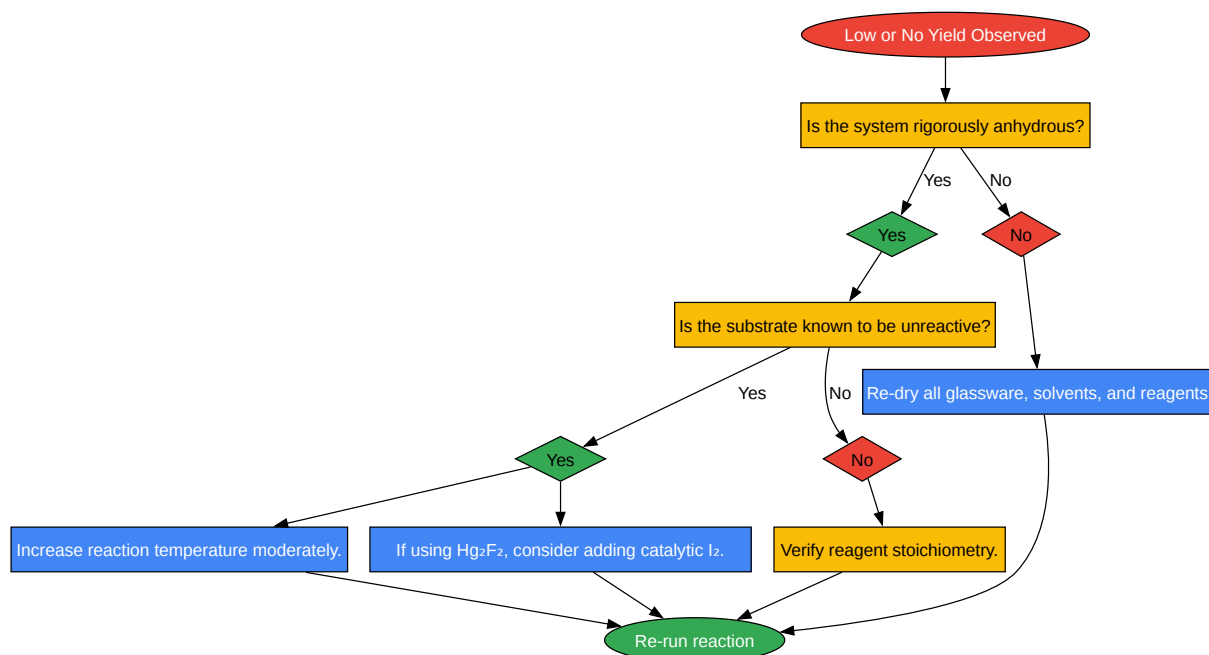 Low or No Yield Observed
Is the system rigorously anhydrous?
Yes
No
Yes
No
Is the substrate known to be unreactive?
Re-dry all glassware, solvents, and reagents
Yes
No
Yes
No
Increase reaction temperature moderately.
If using Hg₂F₂, consider adding catalytic I₂.
Verify reagent stoichiometry.
Re-run reaction